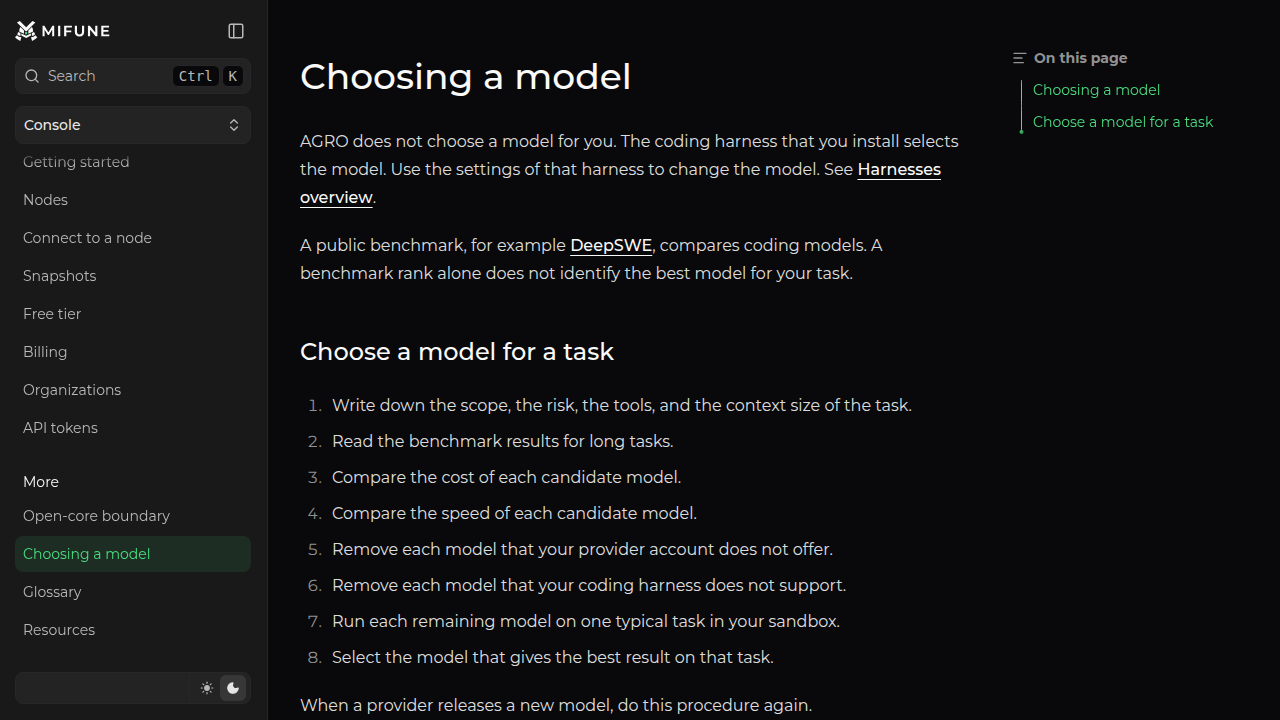 MIFUNE
Search
Ctrl K
Console
Getting started
Nodes
Connect to a node
Snapshots
Free tier
Billing
Organizations
API tokens
More
Open-core boundary
Choosing a model
Glossary
Resources
Choosing a model
AGRO does not choose a model for you. The coding harness that you install selects
the model. Use the settings of that harness to change the model. See Harnesses
overview.
A public benchmark, for example DeepSWE, compares coding models. A
benchmark rank alone does not identify the best model for your task.
Choose a model for a task
1. Write down the scope, the risk, the tools, and the context size of the task.
2. Read the benchmark results for long tasks.
3. Compare the cost of each candidate model.
4. Compare the speed of each candidate model.
5. Remove each model that your provider account does not offer.
6. Remove each model that your coding harness does not support.
7. Run each remaining model on one typical task in your sandbox.
8. Select the model that gives the best result on that task.
When a provider releases a new model, do this procedure again.
On this page
Choosing a model
Choose a model for a task